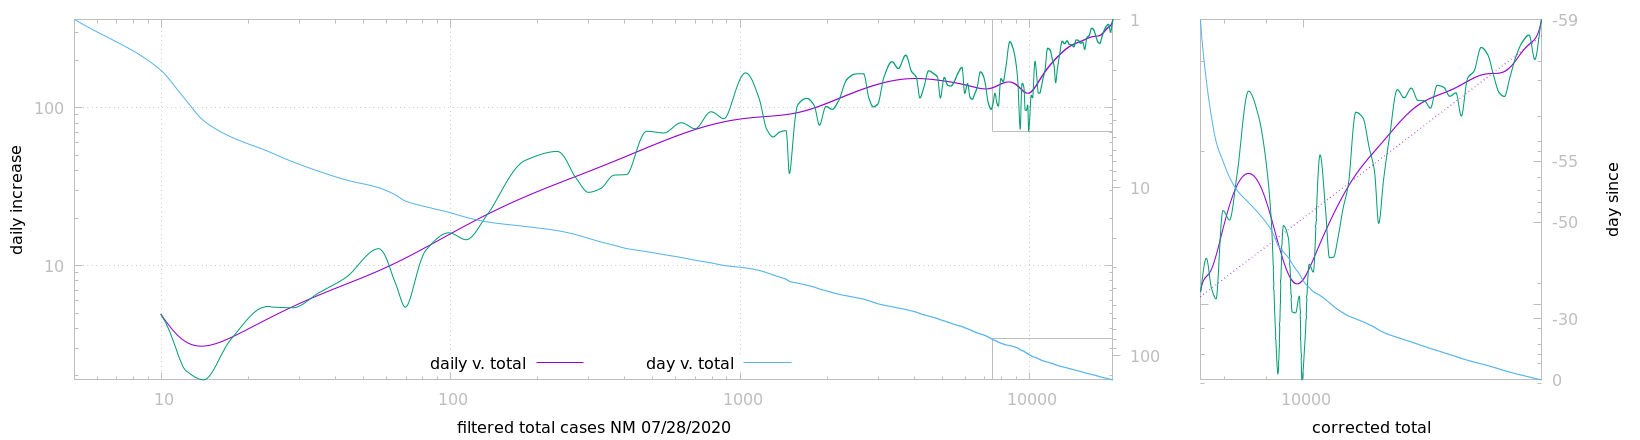 1
-59
100
10
-55
-50
10
-30
100
0
daily increase
day since
daily v. total
day v. total
10
100
1000
10000
10000
filtered total cases NM 07/28/2020
corrected total